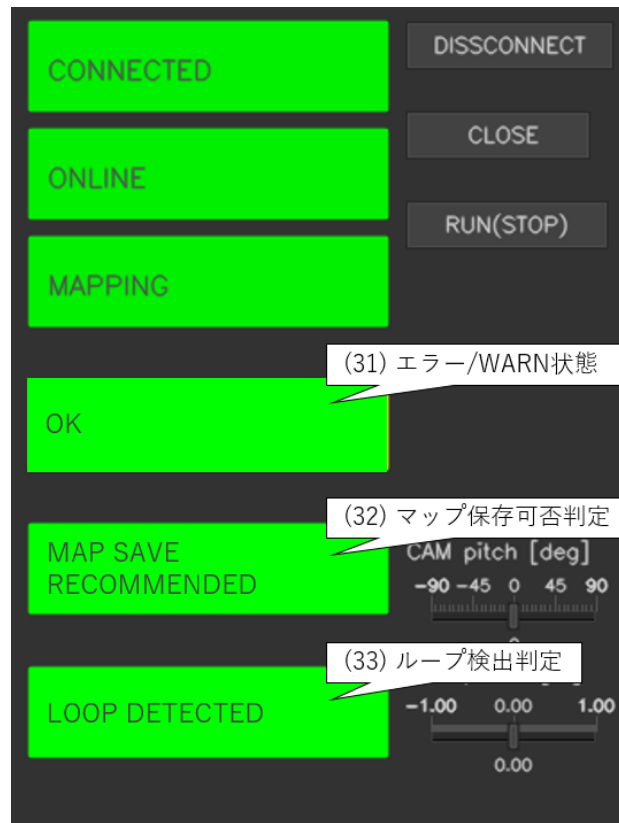 CONNECTED
DISSCONNECT
CLOSE
ONLINE
RUN(STOP)
MAPPING
(31) エラー/WARN状態
OK
(32) マップ保存可否判定
MAP SAVE
RECOMMENDED
CAM pitch [deg]
-90 -45 0 45 90
(33) ループ検出判定
LOOP DETECTED
-1.00 0.00 1.00
0.00